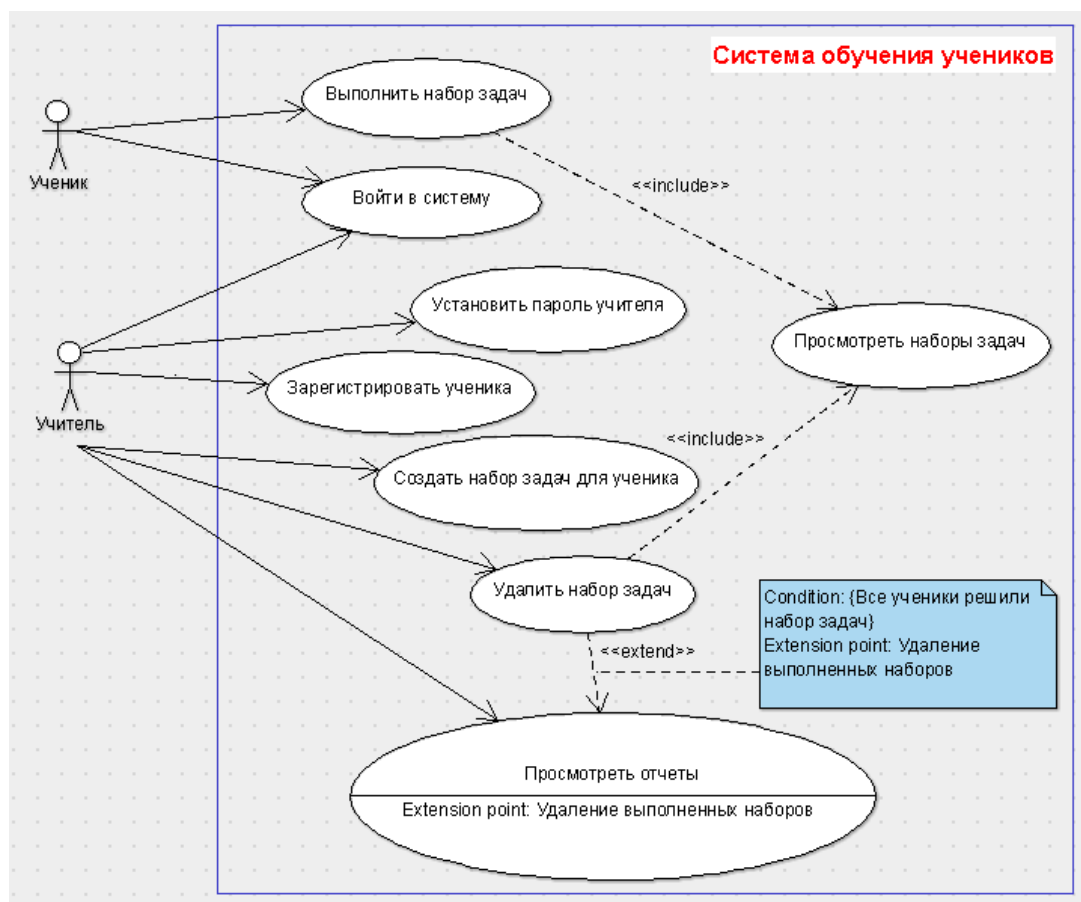 Система обучения учеников
Выполнить набор задач
Ученик
<<include>>
Войти в систему
Установить пароль учителя
Просмотреть наборы задач
Зарегистрировать ученика
Учитель
<<include>>
Создать набор задач для ученика
Удалить набор задач
Condition: {Все ученики решили
набор задач}
Extension point: Удаление
выполненных наборов
<<extend>>
Просмотреть отчеты
Extension point: Удаление выполненных наборов